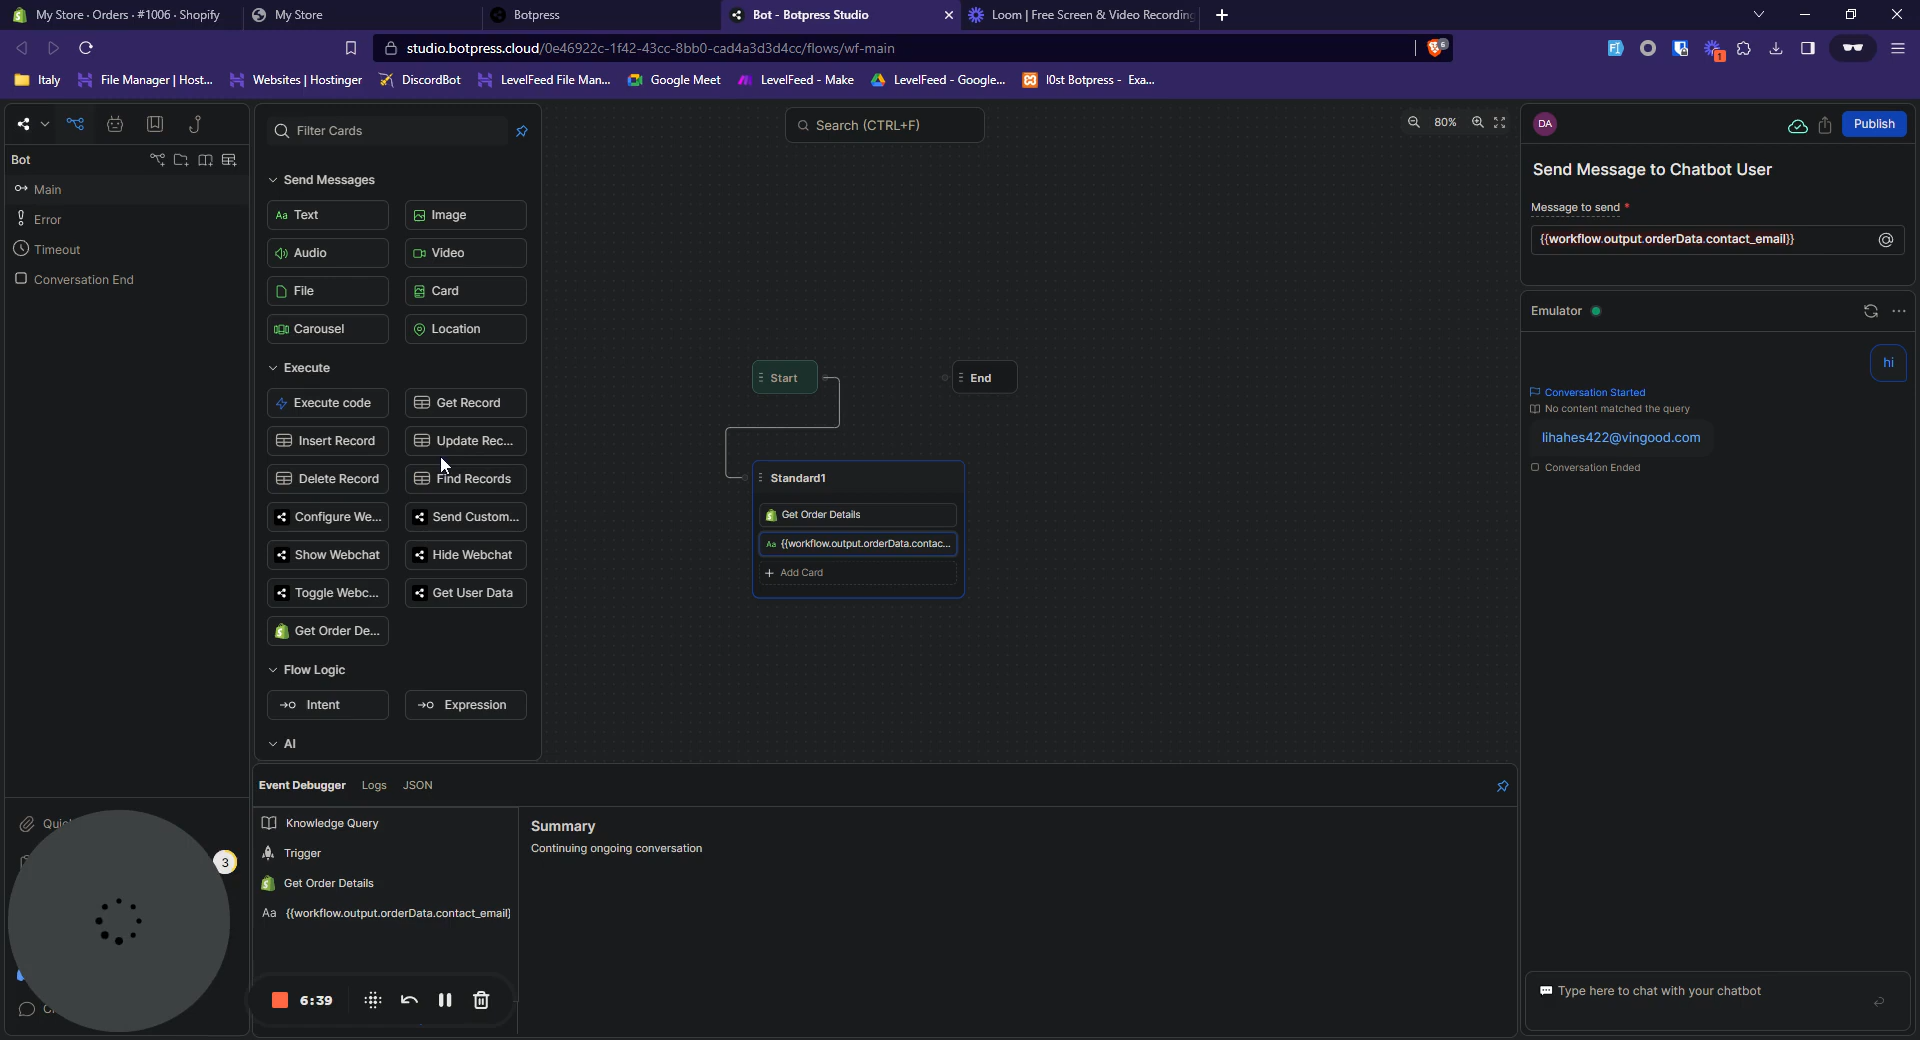 My Store · Orders · #1006 · Shopify
My Store
Botpress
Bot - Botpress Studio
Loom | Free Screen & Video Recording
studio.botpress.cloud/0e46922c-1f42-43cc-8bb0-cad4a3d3d4cc/flows/wf-main
6
1
Italy
File Manager | Host...
Websites | Hostinger
DiscordBot
LevelFeed File Man...
Google Meet
LevelFeed - Make
LevelFeed - Google...
l0st Botpress - Exa...
Bot
Main
Error
Timeout
Conversation End
3
Filter Cards
Send Messages
Aa Text
Image
Audio
Video
File
Card
Carousel
Location
Execute
Execute code
Get Record
Insert Record
Update Rec...
Delete Record
Find Records
Configure We...
Send Custom...
Show Webchat
Hide Webchat
Toggle Webc...
Get User Data
Get Order De...
Flow Logic
Intent
Expression
AI
Search (CTRL+F)
80%
Start
End
Standard1
Get Order Details
Aa {{workflow.output.orderData.contac...
+ Add Card
DA
Publish
Send Message to Chatbot User
Message to send *
{{workflow.output.orderData.contact_email}}
@
Emulator
hi
Conversation Started
No content matched the query
lihahes422@vingood.com
Conversation Ended
Type here to chat with your chatbot
Event Debugger
Logs
JSON
Knowledge Query
Trigger
Get Order Details
Aa {{workflow.output.orderData.contact_email}
Summary
Continuing ongoing conversation
6:39